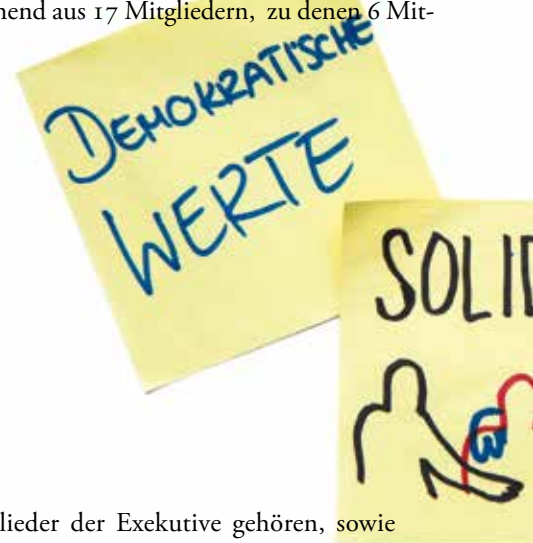 hend aus 17 Mitgliedern, zu denen 6 Mit-
DEMOKRATISCHE
WERTE
SOLID
lieder der Exekutive gehören, sowie